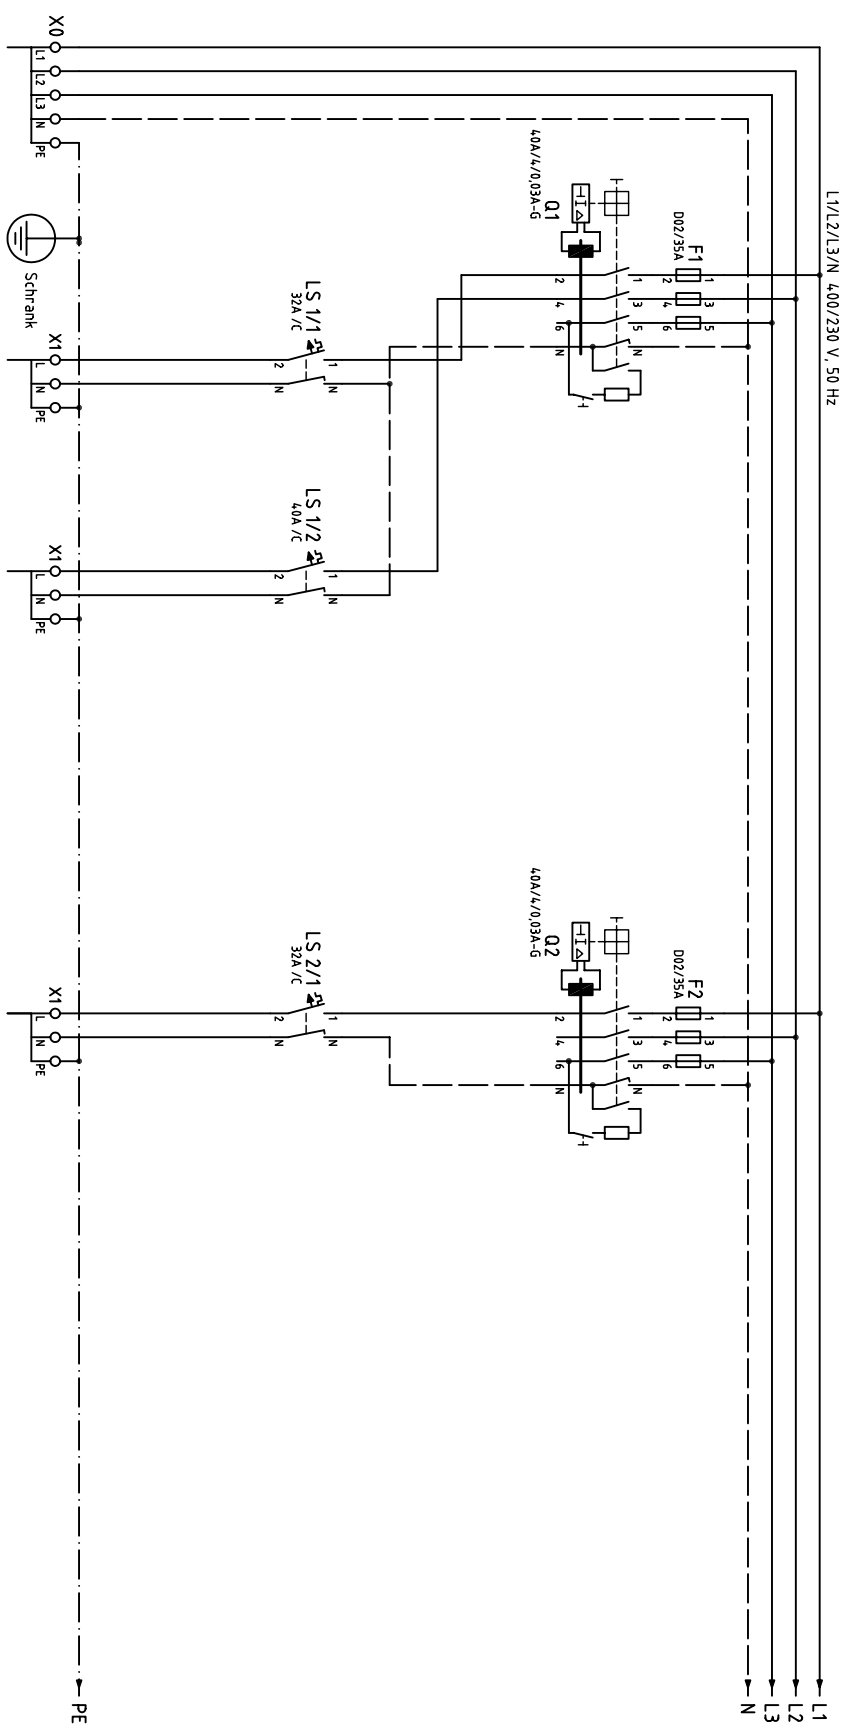 L1/L2/L3/N 400/230 V, 50 Hz
L1
L2
L3
N
F1
D02/35A
1 3 5
2 4 6
Q1
40A/4/0,03A-G
1 3 5 N
2 4 6 N
F2
D02/35A
1 3 5
2 4 6
Q2
40A/4/0,03A-G
1 3 5 N
2 4 6 N
LS 1/1
32A /C
1 N
2 N
LS 1/2
40A /C
1 N
2 N
LS 2/1
32A /C
1 N
2 N
PE
X0
L1 L2 L3 N PE
Schrank
X1
L N PE
X1
L N PE
X1
L N PE